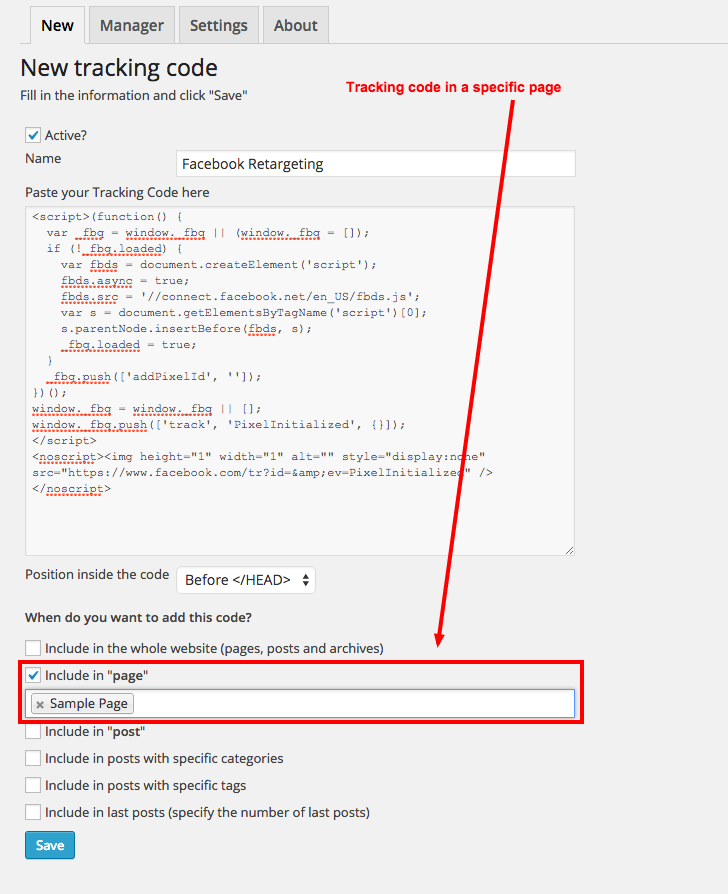 New Manager Settings About
New tracking code
Fill in the information and click "Save"
Tracking code in a specific page
Active?
Name Facebook Retargeting
Paste your Tracking Code here
<script>(function() {
var _fbq = window._fbq || (window._fbq = []);
if (!_fbq.loaded) {
var fbds = document.createElement('script');
fbds.async = true;
fbds.src = '//connect.facebook.net/en_US/fbds.js';
var s = document.getElementsByTagName('script')[0];
s.parentNode.insertBefore(fbds, s);
_fbq.loaded = true;
}
_fbq.push(['addPixelId', '']);
})();
window._fbq = window._fbq || [];
window._fbq.push(['track', 'PixelInitialized', {}]);
</script>
<noscript><img height="1" width="1" alt="" style="display:none"
src="https://www.facebook.com/tr?id=&amp;ev=PixelInitialized" />
</noscript>
Position inside the code Before </HEAD>
When do you want to add this code?
Include in the whole website (pages, posts and archives)
Include in "page"
× Sample Page
Include in "post"
Include in posts with specific categories
Include in posts with specific tags
Include in last posts (specify the number of last posts)
Save